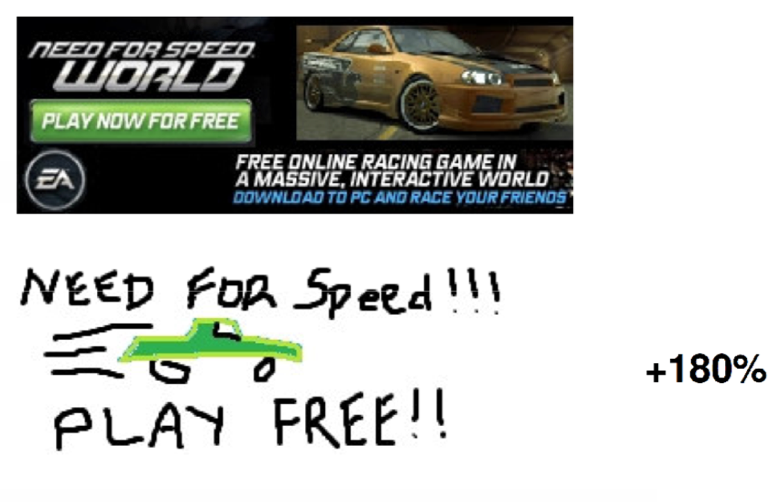 NEED FOR SPEED
WORLD
PLAY NOW FOR FREE
EA
FREE ONLINE RACING GAME IN
A MASSIVE, INTERACTIVE WORLD
DOWNLOAD TO PC AND RACE YOUR FRIENDS
NEED FOR Speed!!!
+180%
PLAY FREE!!